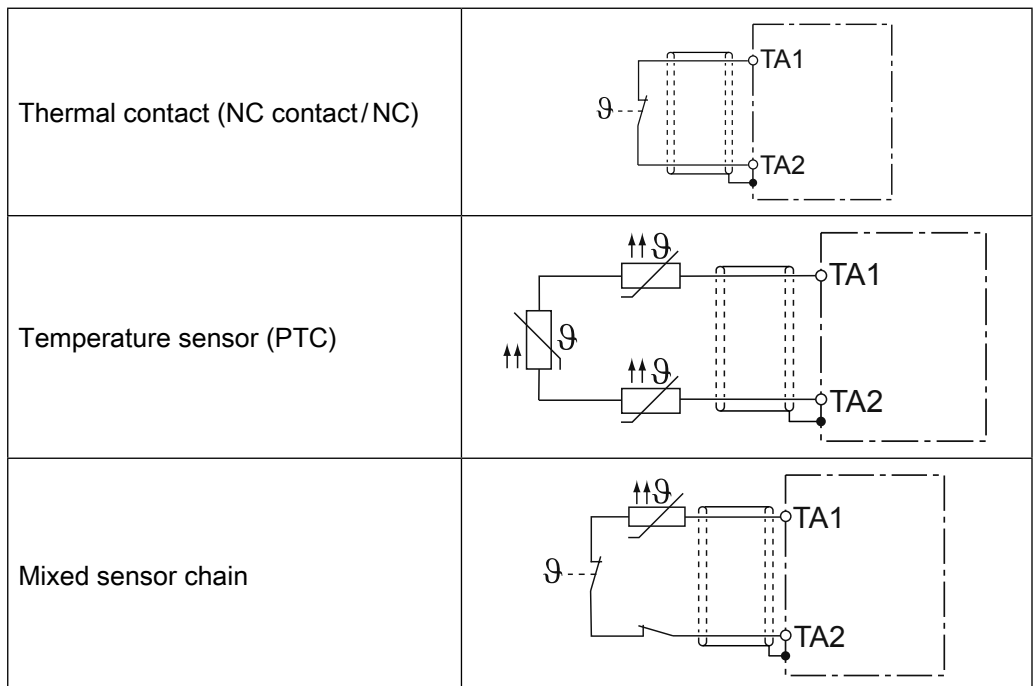 Thermal contact (NC contact/NC)
ϑ
TA1
TA2
Temperature sensor (PTC)
ϑ
TA1
ϑ
ϑ
TA2
Mixed sensor chain
ϑ
TA1
ϑ
TA2